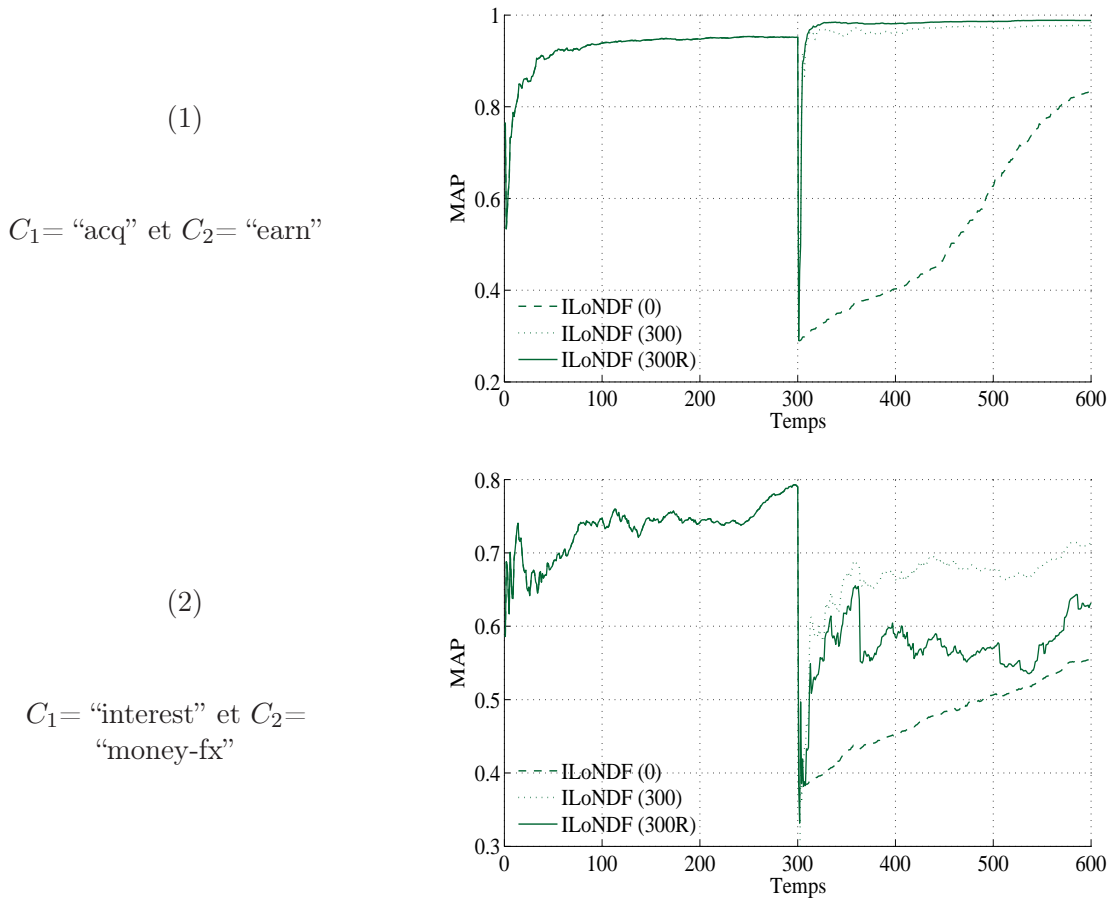 (1)
C₁= “acq” et C₂= “earn”
MAP
1
0.8
0.6
0.4
0.2
ILoNDF (0)
ILoNDF (300)
ILoNDF (300R)
0 100 200 300 400 500 600
Temps
(2)
C₁= “interest” et C₂=
“money-fx”
MAP
0.8
0.7
0.6
0.5
0.4
0.3
ILoNDF (0)
ILoNDF (300)
ILoNDF (300R)
0 100 200 300 400 500 600
Temps